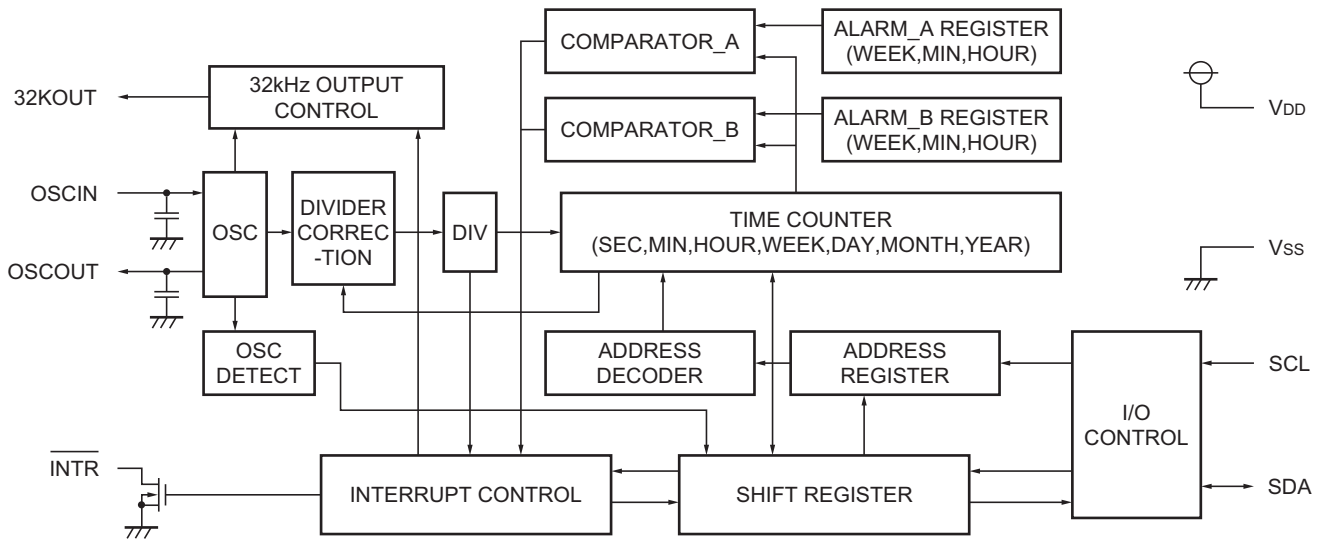 COMPARATOR_A
ALARM_A REGISTER
(WEEK,MIN,HOUR)
32KOUT
32kHz OUTPUT
CONTROL
VDD
COMPARATOR_B
ALARM_B REGISTER
(WEEK,MIN,HOUR)
OSCIN
OSC
DIVIDER
CORREC
-TION
DIV
TIME COUNTER
(SEC,MIN,HOUR,WEEK,DAY,MONTH,YEAR)
VSS
OSCOUT
OSC
DETECT
ADDRESS
DECODER
ADDRESS
REGISTER
I/O
CONTROL
SCL
INTR
INTERRUPT CONTROL
SHIFT REGISTER
SDA